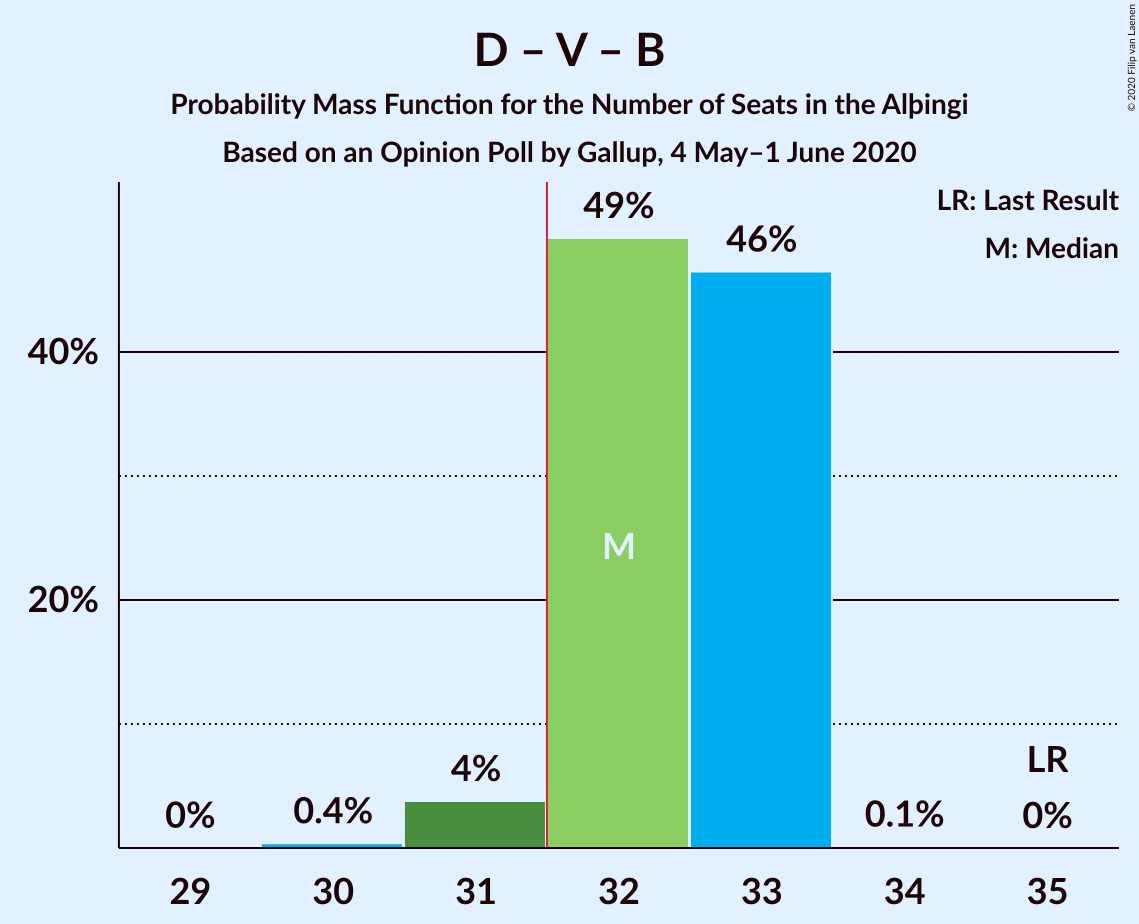 D – V – B
Probability Mass Function for the Number of Seats in the Alþingi
Based on an Opinion Poll by Gallup, 4 May–1 June 2020
© 2020 Filip van Laenen
LR: Last Result
M: Median
40%
20%
0%
0.4%
4%
49%
46%
0.1%
0%
LR
M
29
30
31
32
33
34
35